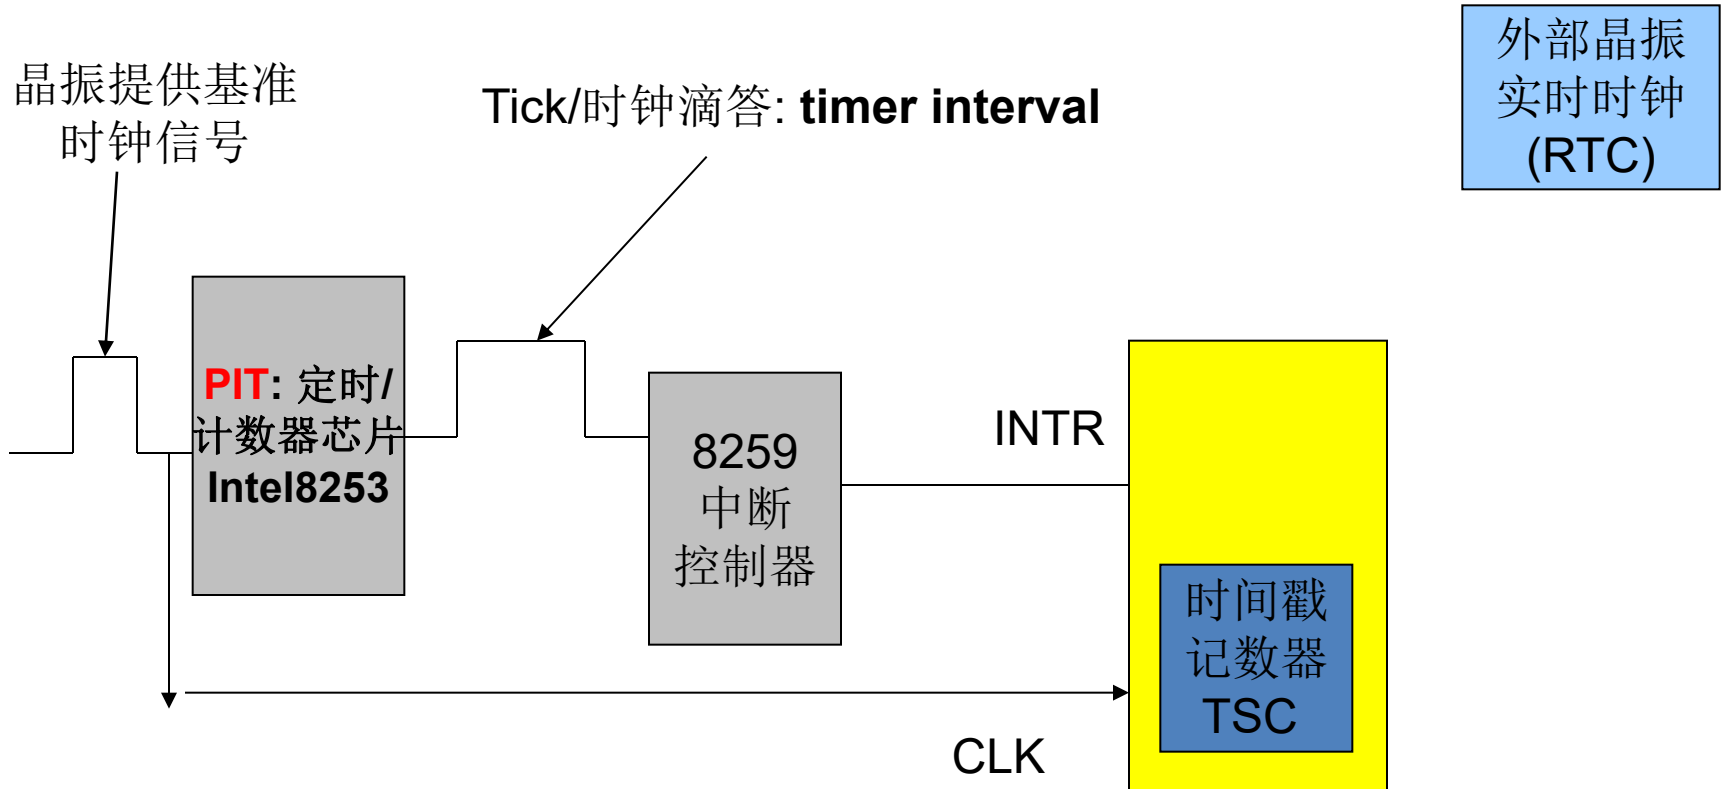 晶振提供基准
时钟信号
Tick/时钟滴答: timer interval
外部晶振
实时时钟
(RTC)
PIT: 定时/
计数器芯片
Intel8253
8259
中断
控制器
INTR
时间戳
记数器
TSC
CLK